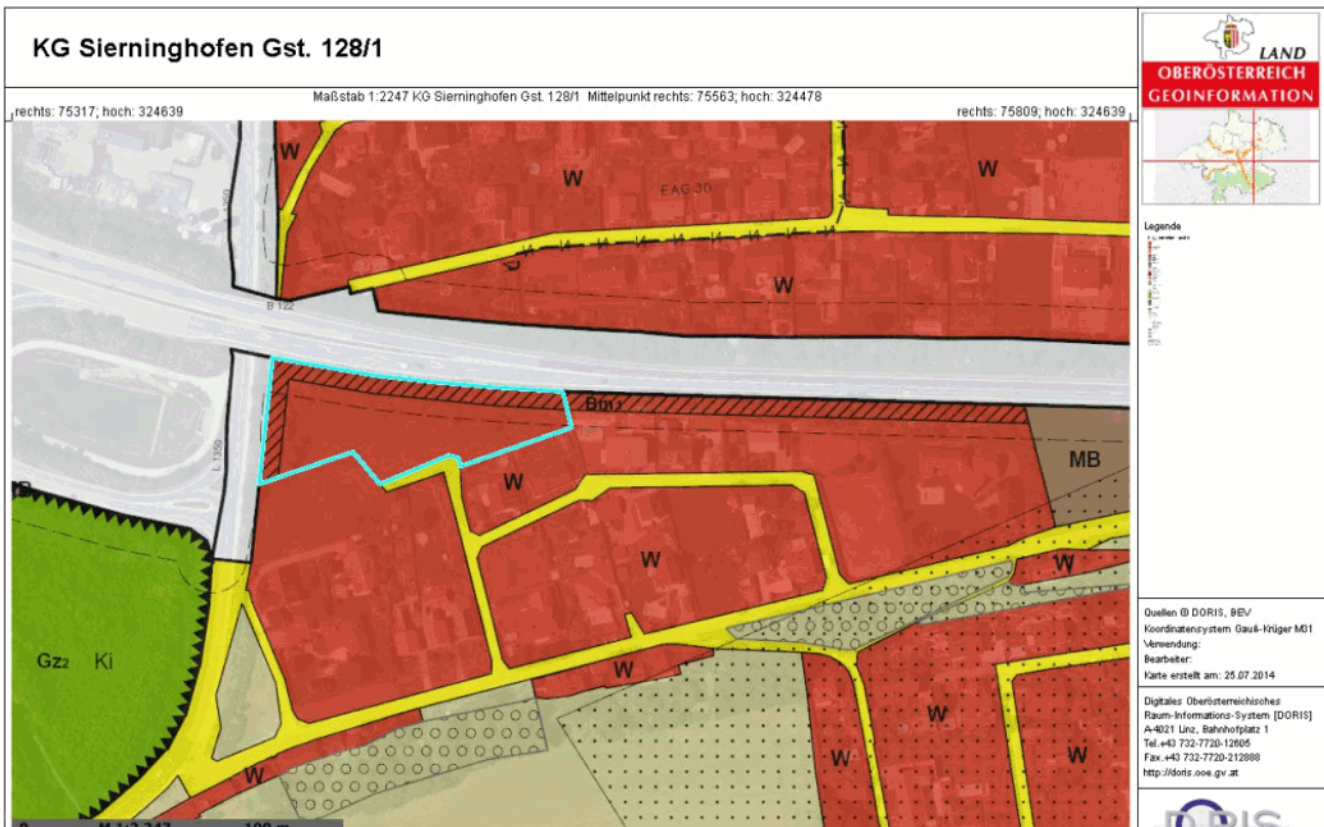 KG Sierninghofen Gst. 128/1
LAND
OBERÖSTERREICH
GEOINFORMATION
Maßstab 1:2247 KG Sierninghofen Gst. 128/1 Mittelpunkt rechts: 75563; hoch: 324478
rechts: 75317; hoch: 324639
rechts: 75809; hoch: 324639
W
W
EAG 30
W
W
B 122
Legende
Bm1
L 1359
W
MB
W
W
Gz2 Ki
W
W
W
W
W
Quellen © DORIS, BEV
Koordinatensystem Gauß-Krüger M31
Verwendung:
Bearbeiter:
Karte erstellt am: 25.07.2014
Digitales Oberösterreichisches
Raum-Informations-System [DORIS]
A-4021 Linz, Bahnhofplatz 1
Tel.+43 732-7720-12605
Fax.+43 732-7720-212888
http://doris.ooe.gv.at